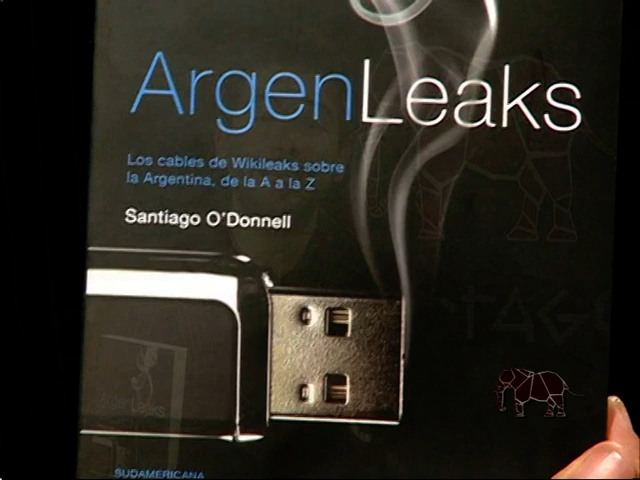 ArgenLeaks
Los cables de Wikileaks sobre
la Argentina, de la A a la Z
Santiago O'Donnell
SUDAMERICANA